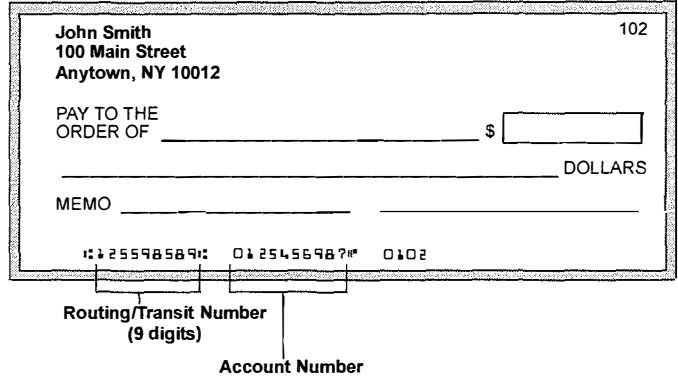 John Smith 102
100 Main Street
Anytown, NY 10012
PAY TO THE
ORDER OF $
DOLLARS
MEMO
⑆125598589⑆ 0125456987⑈ 0102
Routing/Transit Number
(9 digits)
Account Number